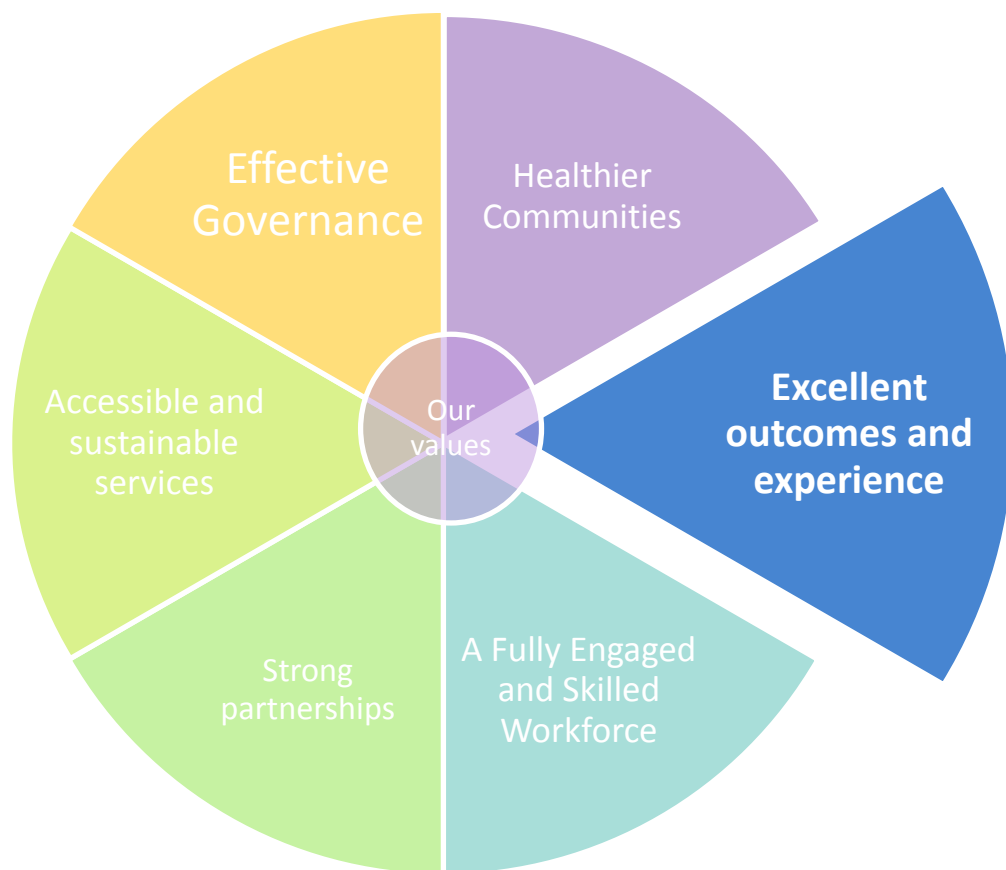 Effective
Governance
Healthier
Communities
Excellent
outcomes and
experience
A Fully Engaged
and Skilled
Workforce
Strong
partnerships
Accessible and
sustainable
services
Our
values